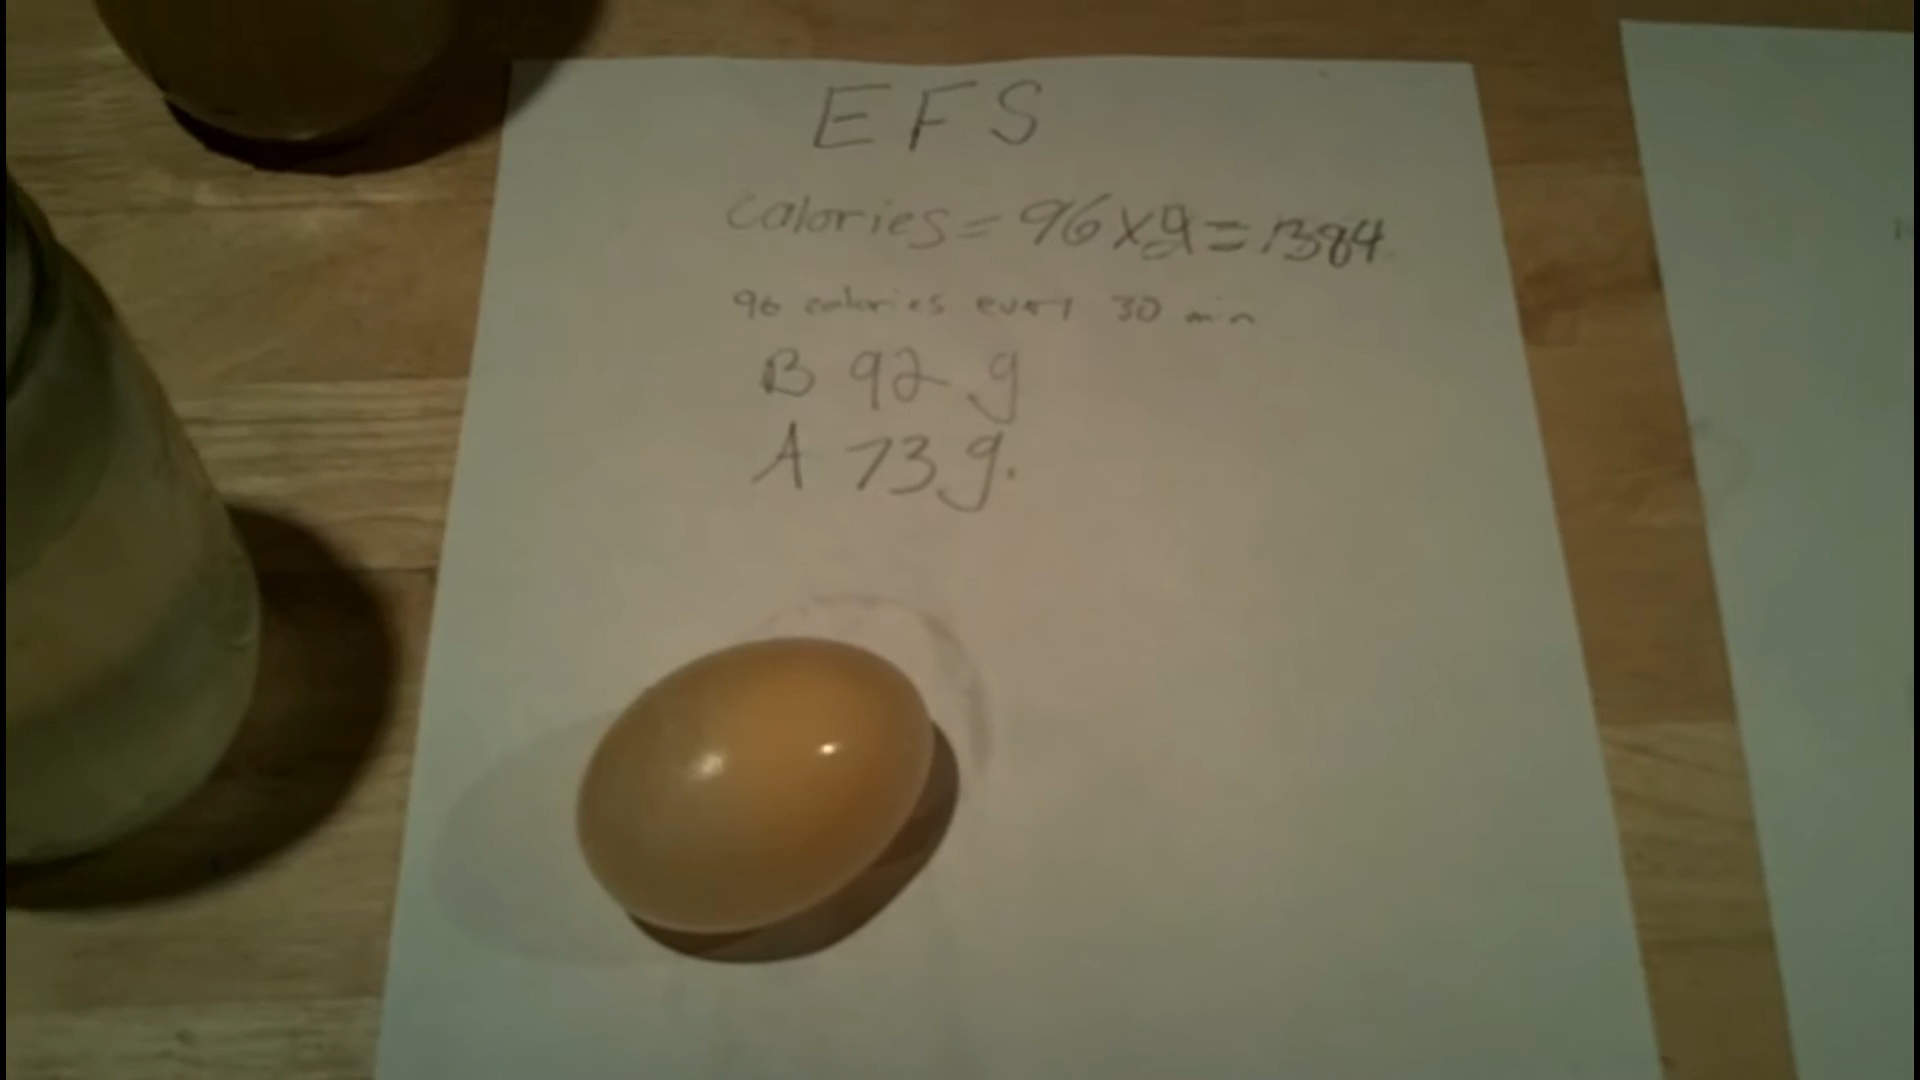 EFS
Calories = 96 x 9 = 1384
96 calories every 30 min
B 92 g
A 73 g.